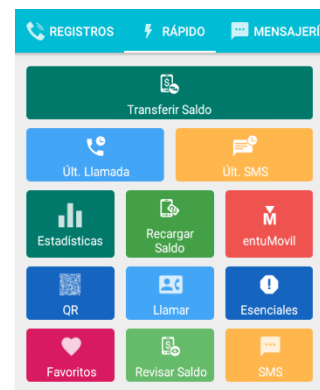 REGISTROS RÁPIDO MENSAJERÍ
Transferir Saldo
Últ. Llamada Últ. SMS
Estadísticas Recargar Saldo entuMovil
QR Llamar Esenciales
Favoritos Revisar Saldo SMS